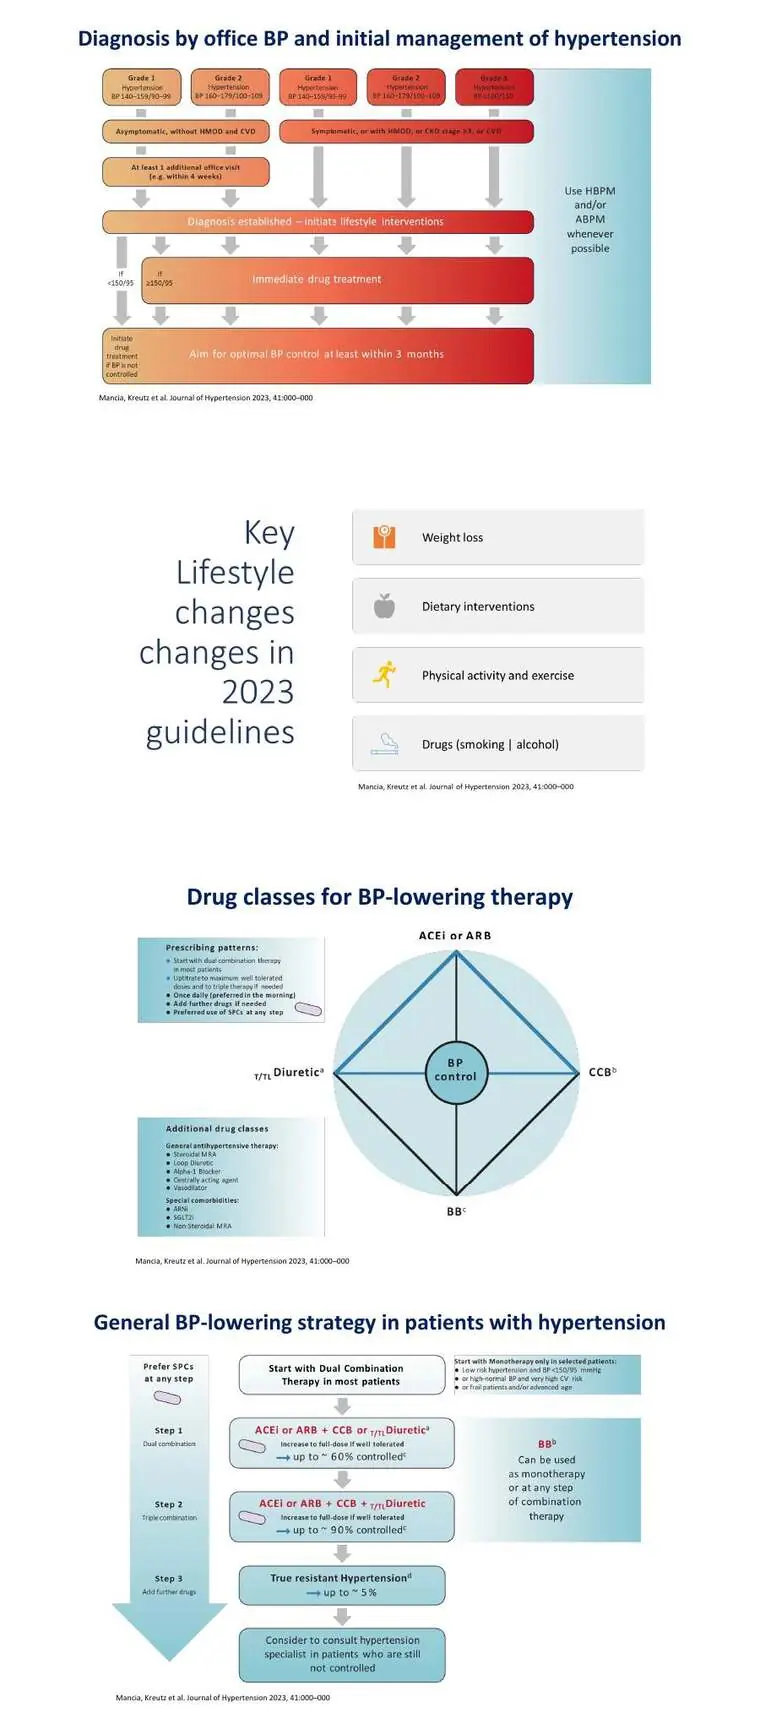 Diagnosis by office BP and initial management of hypertension
Grade 1
Hypertension
BP 140–159/90–99
Grade 2
Hypertension
BP 160–179/100–109
Grade 1
Hypertension
BP 140–159/90-99
Grade 2
Hypertension
BP 160–179/100–109
Grade 3
Hypertension
Asymptomatic, without HMOD and CVD
Symptomatic, or with HMOD, or CKD stage ≥3, or CVD
At least 1 additional office visit
(e.g. within 4 weeks)
Diagnosis established – initiate lifestyle interventions
If
<150/95
If
≥150/95
Immediate drug treatment
Initiate
drug
treatment
if BP is not
controlled
Aim for optimal BP control at least within 3 months
Use HBPM
and/or
ABPM
whenever
possible
Mancia, Kreutz et al. Journal of Hypertension 2023, 41:000–000
Key
Lifestyle
changes
changes in
2023
guidelines
Weight loss
Dietary interventions
Physical activity and exercise
Drugs (smoking | alcohol)
Mancia, Kreutz et al. Journal of Hypertension 2023, 41:000–000
Drug classes for BP-lowering therapy
Prescribing patterns:
Start with dual combination therapy
in most patients
Uptitrate to maximum well tolerated
doses and to triple therapy if needed
Once daily (preferred in the morning)
Add further drugs if needed
Preferred use of SPCs at any step
ACEi or ARB
T/TL Diureticᵃ
BP
control
CCBᵇ
BBᶜ
Additional drug classes
General antihypertensive therapy:
Steroidal MRA
Loop Diuretic
Alpha-1 Blocker
Centrally acting agent
Vasodilator
Special comorbidities:
ARNi
SGLT2i
Non-Steroidal MRA
Mancia, Kreutz et al. Journal of Hypertension 2023, 41:000–000
General BP-lowering strategy in patients with hypertension
Prefer SPCs
at any step
Start with Dual Combination
Therapy in most patients
Start with Monotherapy only in selected patients:
Low risk hypertension and BP <150/95 mmHg
or high-normal BP and very high CV risk
or frail patients and/or advanced age
Step 1
Dual combination
ACEi or ARB + CCB or T/TL Diureticᵃ
Increase to full-dose if well tolerated
→ up to ~ 60% controlledᶜ
BBᵇ
Can be used
as monotherapy
or at any step
of combination
therapy
Step 2
Triple combination
ACEi or ARB + CCB + T/TL Diuretic
Increase to full-dose if well tolerated
→ up to ~ 90% controlledᶜ
Step 3
Add further drugs
True resistant Hypertensionᵈ
→ up to ~ 5%
Consider to consult hypertension
specialist in patients who are still
not controlled
Mancia, Kreutz et al. Journal of Hypertension 2023, 41:000–000